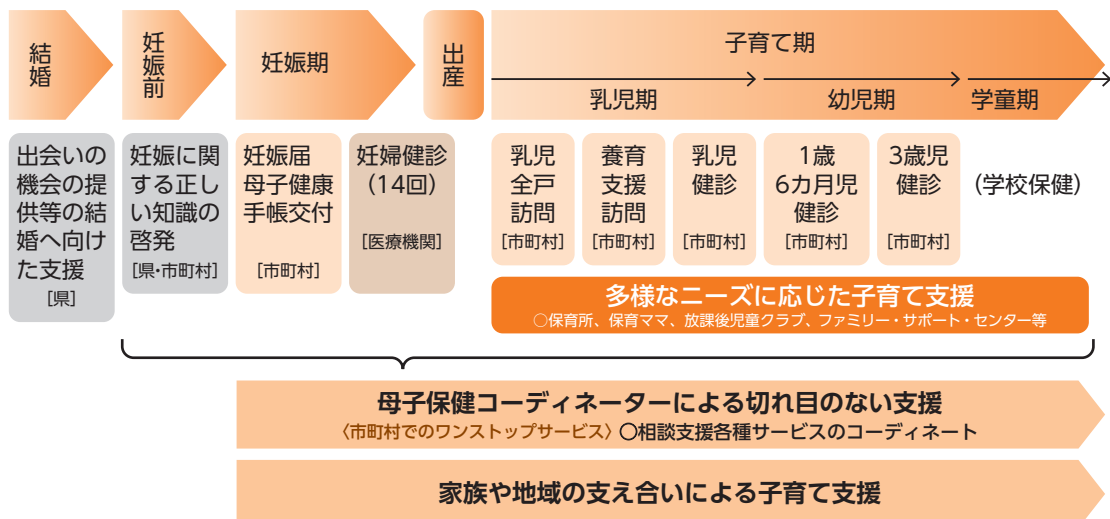 結婚
妊娠前
妊娠期
出産
子育て期
乳児期
幼児期
学童期
出会いの
機会の提
供等の結
婚へ向け
た支援
[県]
妊娠に関
する正し
い知識の
啓発
[県・市町村]
妊娠届
母子健康
手帳交付
[市町村]
妊婦健診
(14回)
[医療機関]
乳児
全戸
訪問
[市町村]
養育
支援
訪問
[市町村]
乳児
健診
[市町村]
1歳
6カ月児
健診
[市町村]
3歳児
健診
[市町村]
(学校保健)
多様なニーズに応じた子育て支援
○保育所、保育ママ、放課後児童クラブ、ファミリー・サポート・センター等
母子保健コーディネーターによる切れ目のない支援
〈市町村でのワンストップサービス〉 ○相談支援各種サービスのコーディネート
家族や地域の支え合いによる子育て支援